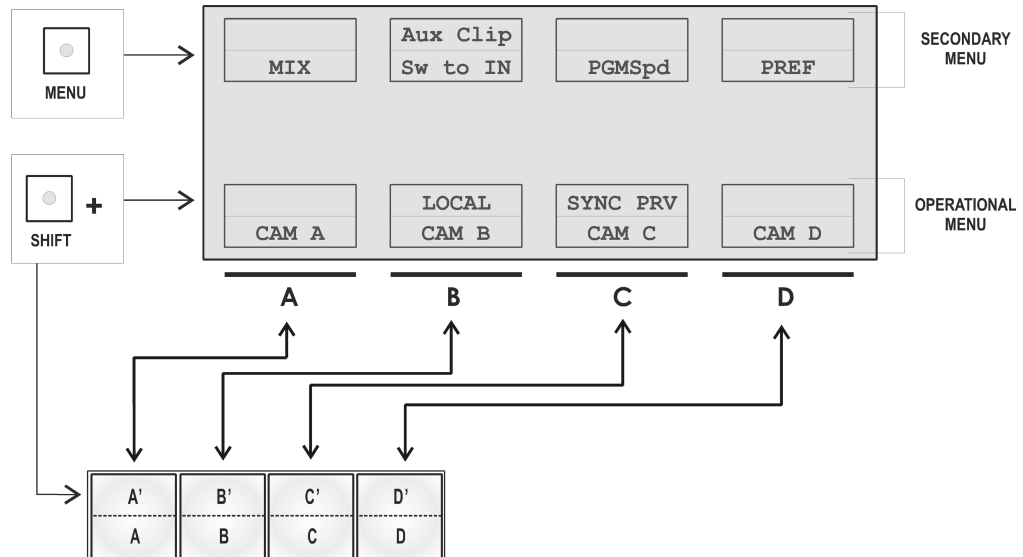 Aux Clip
MIX Sw to IN PGMSpd PREF
SECONDARY
MENU
MENU
LOCAL SYNC PRV
CAM A CAM B CAM C CAM D
OPERATIONAL
MENU
+
SHIFT
A B C D
A' B' C' D'
A B C D